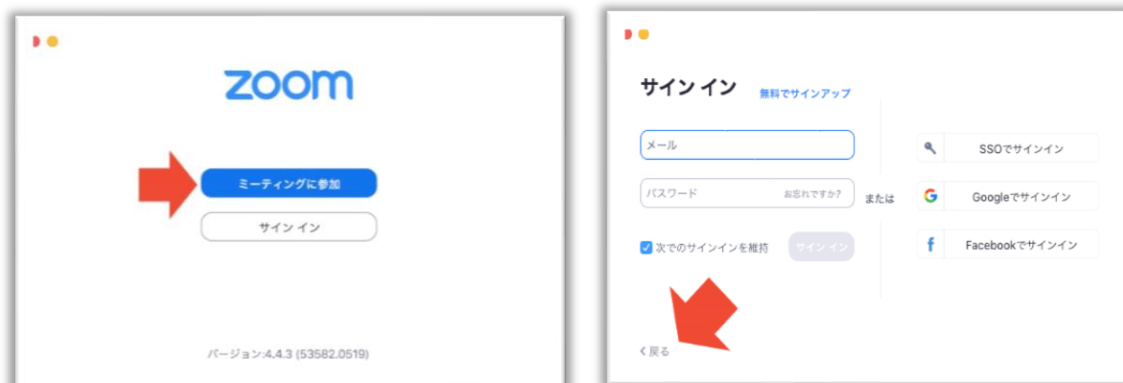 zoom
ミーティングに参加
サイン イン
バージョン:4.4.3 (53582.0519)
サイン イン
無料でサインアップ
メール
パスワード
お忘れですか?
次でのサインインを維持
サイン イン
または
SSOでサインイン
Googleでサインイン
Facebookでサインイン
< 戻る